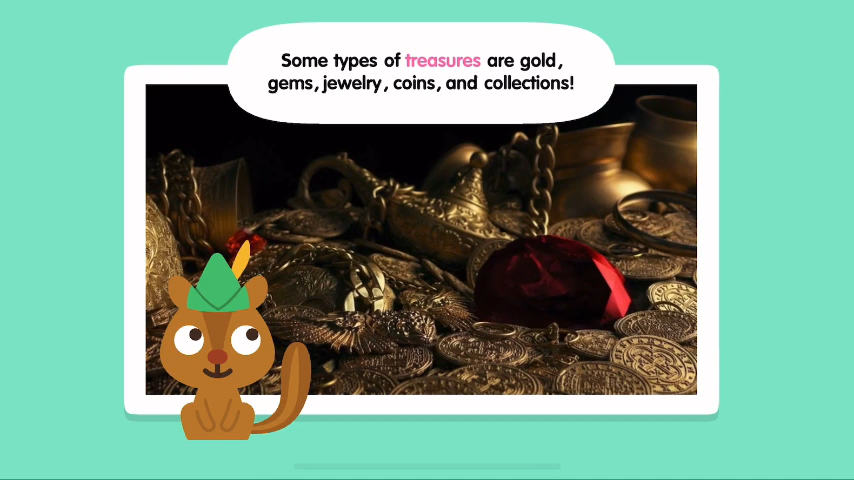 Some types of treasures are gold,
gems, jewelry, coins, and collections!